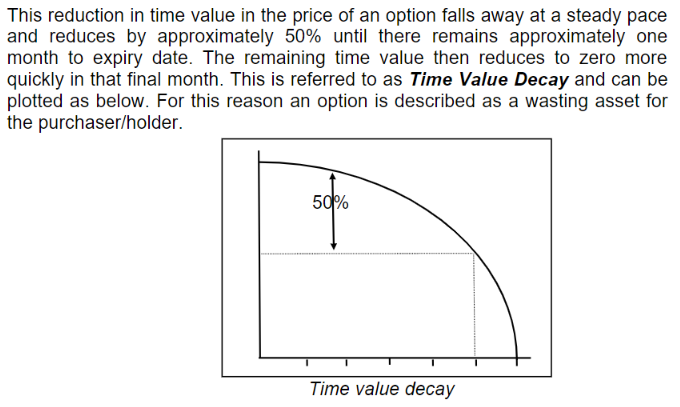 This reduction in time value in the price of an option falls away at a steady pace
and reduces by approximately 50% until there remains approximately one
month to expiry date. The remaining time value then reduces to zero more
quickly in that final month. This is referred to as Time Value Decay and can be
plotted as below. For this reason an option is described as a wasting asset for
the purchaser/holder.
50%
Time value decay